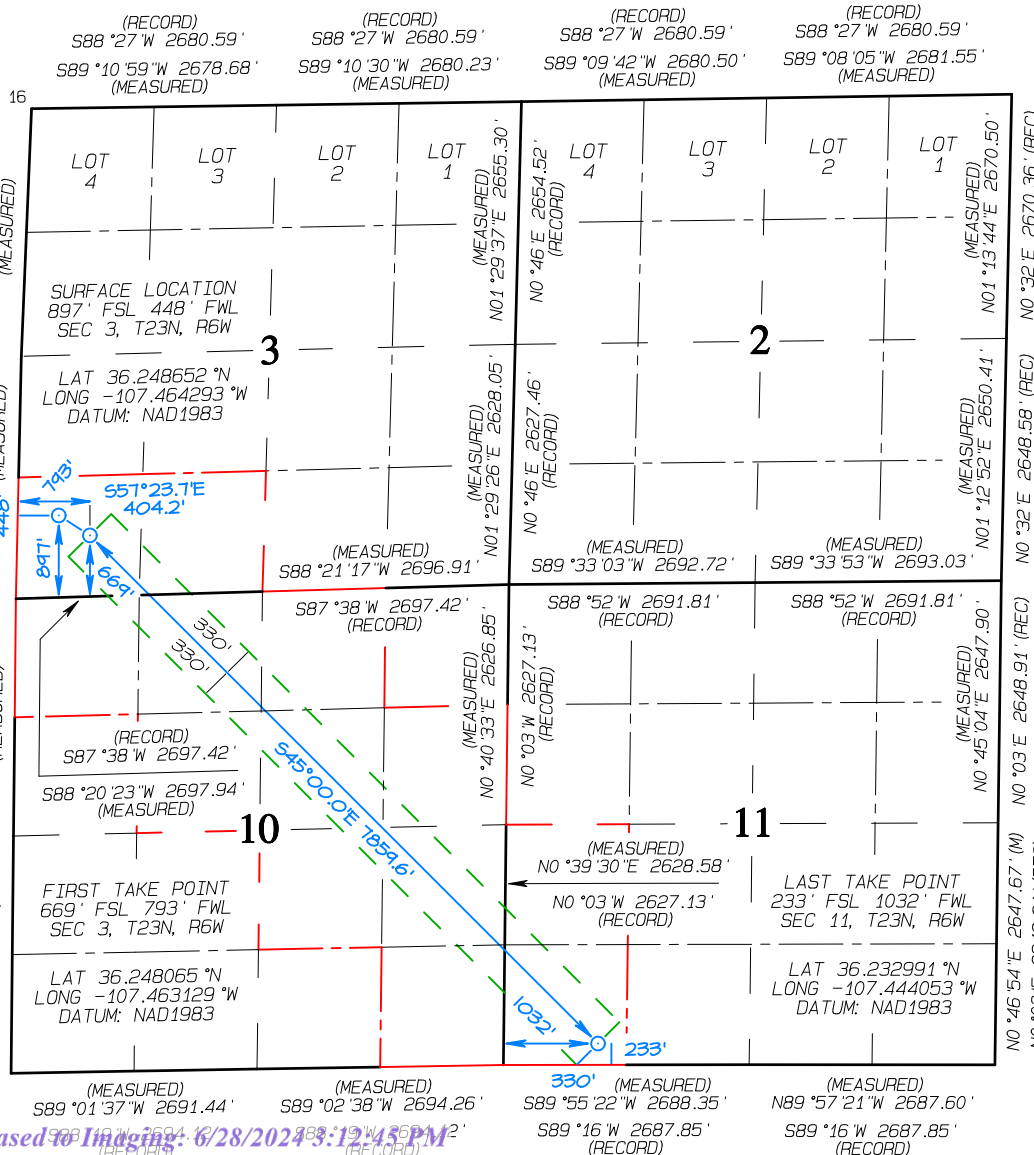 (RECORD)
S88°27'W 2680.59'
S89°10'59"W 2678.68'
(MEASURED)
(RECORD)
S88°27'W 2680.59'
S89°10'30"W 2680.23'
(MEASURED)
(RECORD)
S88°27'W 2680.59'
S89°09'42"W 2680.50'
(MEASURED)
(RECORD)
S88°27'W 2680.59'
S89°08'05"W 2681.55'
(MEASURED)
16
LOT
4
LOT
3
LOT
2
LOT
1
LOT
4
LOT
3
LOT
2
LOT
1
(MEASURED)
(MEASURED)
N01°29'37"E 2655.30'
N0°46'E 2654.52'
(RECORD)
(MEASURED)
N01°13'44"E 2670.50'
N0°32'E 2670.36' (REC)
SURFACE LOCATION
897' FSL 448' FWL
SEC 3, T23N, R6W
LAT 36.248652°N
LONG -107.464293°W
DATUM: NAD1983
3
2
(MEASURED)
(MEASURED)
N01°29'26"E 2628.05'
N0°46'E 2627.46'
(RECORD)
(MEASURED)
N01°12'52"E 2650.41'
N0°32'E 2648.58' (REC)
448'
793'
S57°23.7'E
404.2'
897'
669'
(MEASURED)
S88°21'17"W 2696.91'
(MEASURED)
S89°33'03"W 2692.72'
(MEASURED)
S89°33'53"W 2693.03'
S87°38'W 2697.42'
(RECORD)
S88°52'W 2691.81'
(RECORD)
S88°52'W 2691.81'
(RECORD)
330'
330'
(MEASURED)
N0°40'33"E 2626.85'
N0°03'W 2627.13'
(RECORD)
(MEASURED)
N0°45'04"E 2647.90'
N0°03'E 2648.91' (REC)
(RECORD)
S87°38'W 2697.42'
S88°20'23"W 2697.94'
(MEASURED)
S45°00.0'E 7859.6'
10
11
(MEASURED)
N0°39'30"E 2628.58'
N0°03'W 2627.13'
(RECORD)
FIRST TAKE POINT
669' FSL 793' FWL
SEC 3, T23N, R6W
LAT 36.248065°N
LONG -107.463129°W
DATUM: NAD1983
LAST TAKE POINT
233' FSL 1032' FWL
SEC 11, T23N, R6W
LAT 36.232991°N
LONG -107.444053°W
DATUM: NAD1983
N0°46'54"E 2647.67' (M)
1032'
233'
330'
(MEASURED)
S89°01'37"W 2691.44'
(MEASURED)
S89°02'38"W 2694.26'
(MEASURED)
S89°55'22"W 2688.35'
S89°16'W 2687.85'
(RECORD)
(MEASURED)
N89°57'21"W 2687.60'
S89°16'W 2687.85'
(RECORD)
ased to Imaging: 6/28/2024 3:12:45 PM
(RECORD)
(RECORD)